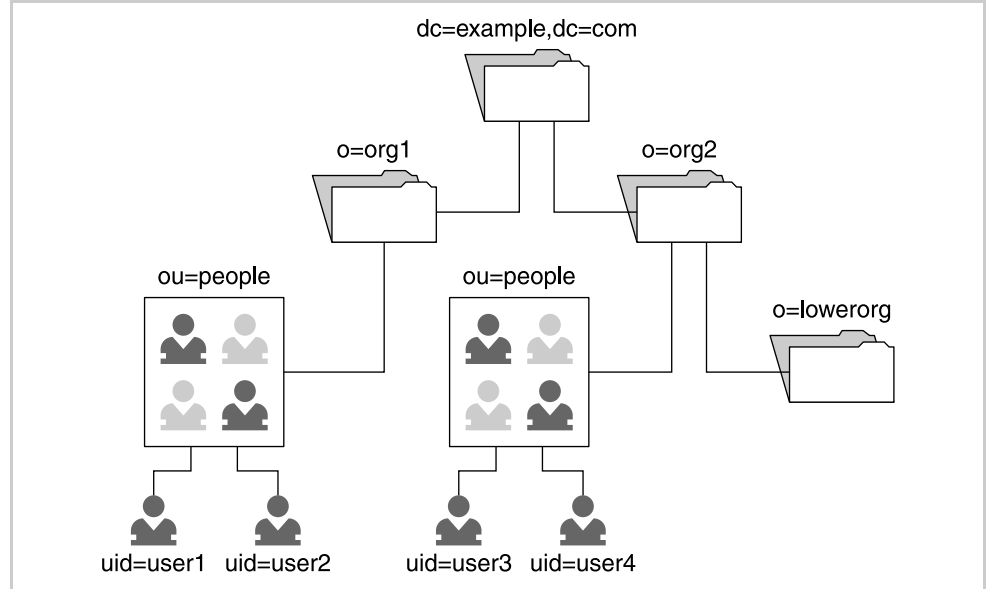 dc=example,dc=com
o=org1
o=org2
ou=people
ou=people
o=lowerorg
uid=user1
uid=user2
uid=user3
uid=user4